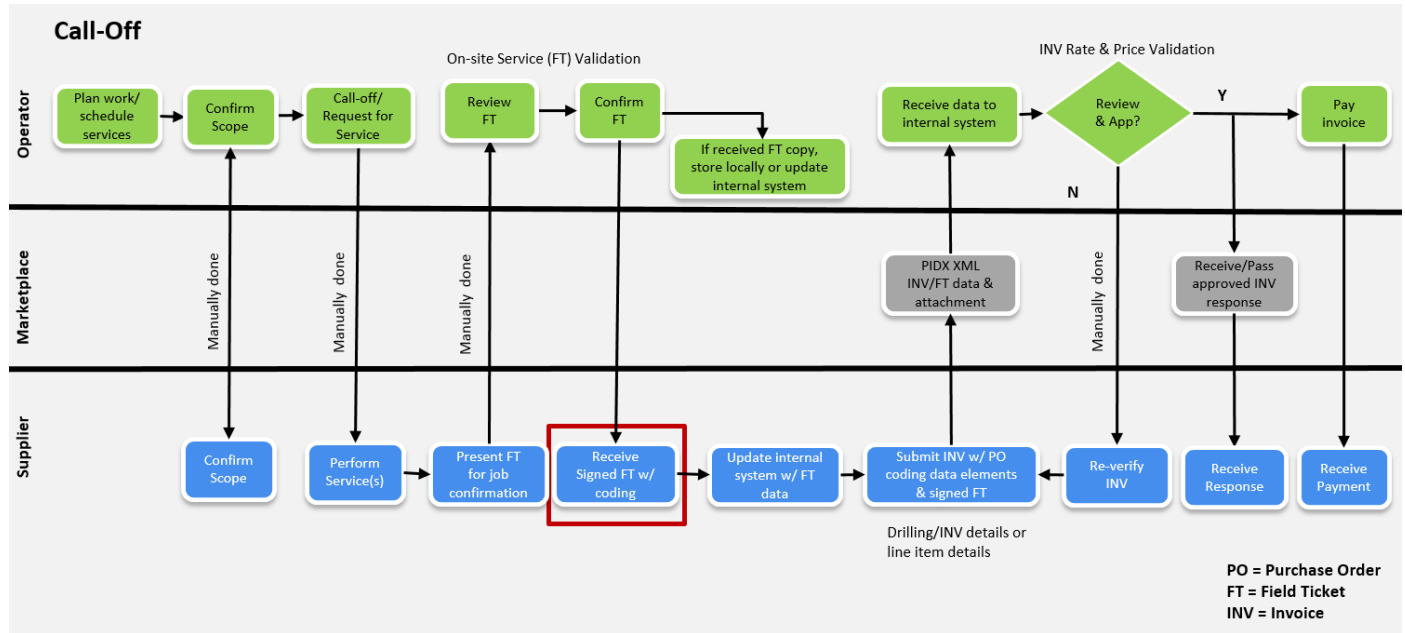 Call-Off
On-site Service (FT) Validation
INV Rate & Price Validation
Operator
Plan work/
schedule
services
Confirm
Scope
Call-off/
Request for
Service
Review
FT
Confirm
FT
If received FT copy,
store locally or update
internal system
Receive data to
internal system
Review
& App?
Y
N
Pay
invoice
Marketplace
Manually done
Manually  done
Manually  done
PIDX XML
INV/FT data &
attachment
Manually done
Receive/Pass
approved INV
response
Supplier
Confirm
Scope
Perform
Service(s)
Present FT
for job
confirmation
Receive
Signed FT w/
coding
Update internal
system w/ FT
data
Submit INV w/ PO
coding data elements
& signed FT
Re-verify
INV
Receive
Response
Receive
Payment
Drilling/INV details or
line item details
PO = Purchase Order
FT = Field Ticket
INV = Invoice